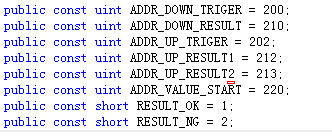 public const uint ADDR_DOWN_TRIGER = 200;
public const uint ADDR_DOWN_RESULT = 210;
public const uint ADDR_UP_TRIGER = 202;
public const uint ADDR_UP_RESULT1 = 212;
public const uint ADDR_UP_RESULT2 = 213;
public const uint ADDR_VALUE_START = 220;
public const short RESULT_OK = 1;
public const short RESULT_NG = 2;